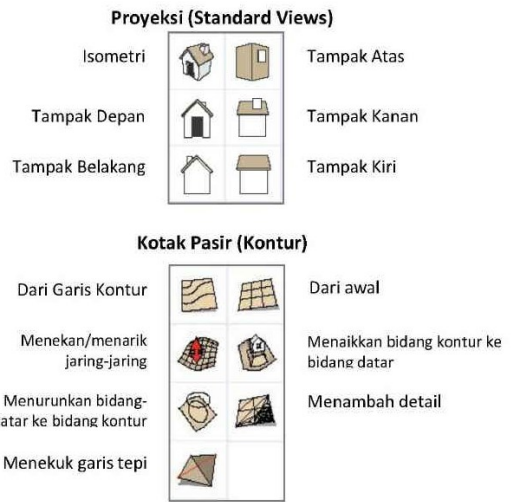 Proyeksi (Standard Views)
Isometri
Tampak Atas
Tampak Depan
Tampak Kanan
Tampak Belakang
Tampak Kiri
Kotak Pasir (Kontur)
Dari Garis Kontur
Dari awal
Menekan/menarik
jaring-jaring
Menaikkan bidang kontur ke
bidang datar
Menurunkan bidang-
atar ke bidang kontur
Menambah detail
Menekuk garis tepi